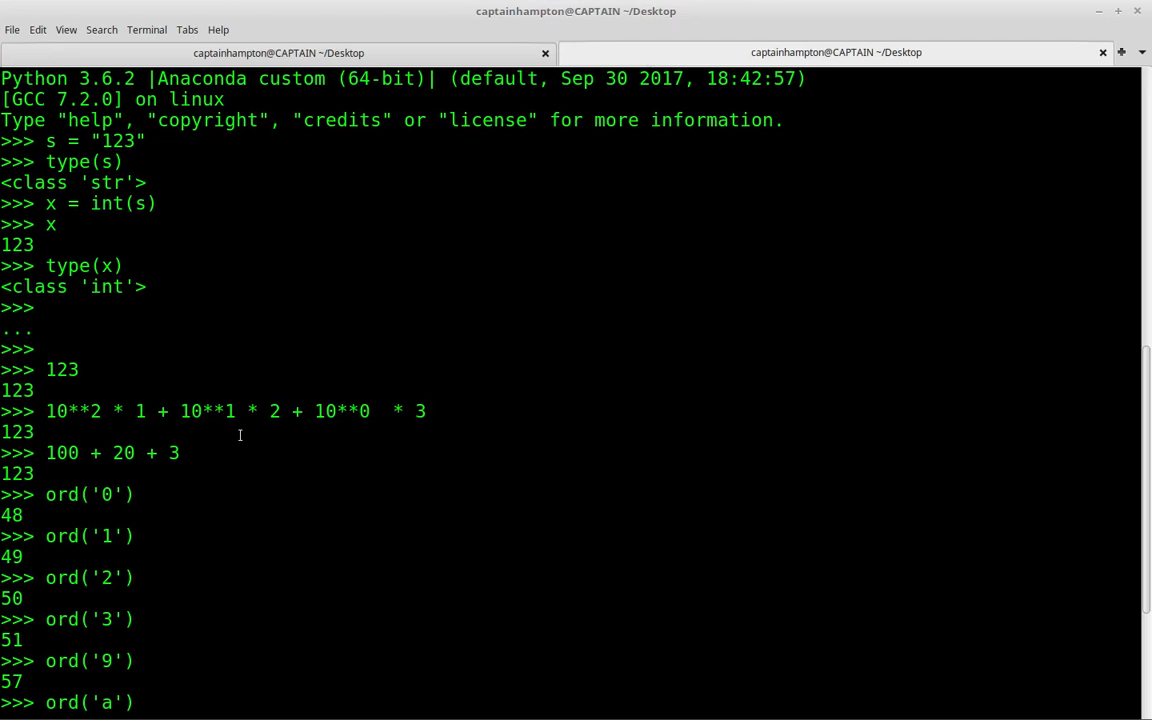 captainhampton@CAPTAIN ~/Desktop
File Edit View Search Terminal Tabs Help
captainhampton@CAPTAIN ~/Desktop captainhampton@CAPTAIN ~/Desktop
Python 3.6.2 |Anaconda custom (64-bit)| (default, Sep 30 2017, 18:42:57)
[GCC 7.2.0] on linux
Type "help", "copyright", "credits" or "license" for more information.
>>> s = "123"
>>> type(s)
<class 'str'>
>>> x = int(s)
>>> x
123
>>> type(x)
<class 'int'>
>>>
...
>>>
>>> 123
123
>>> 10**2 * 1 + 10**1 * 2 + 10**0  * 3
123
>>> 100 + 20 + 3
123
>>> ord('0')
48
>>> ord('1')
49
>>> ord('2')
50
>>> ord('3')
51
>>> ord('9')
57
>>> ord('a')